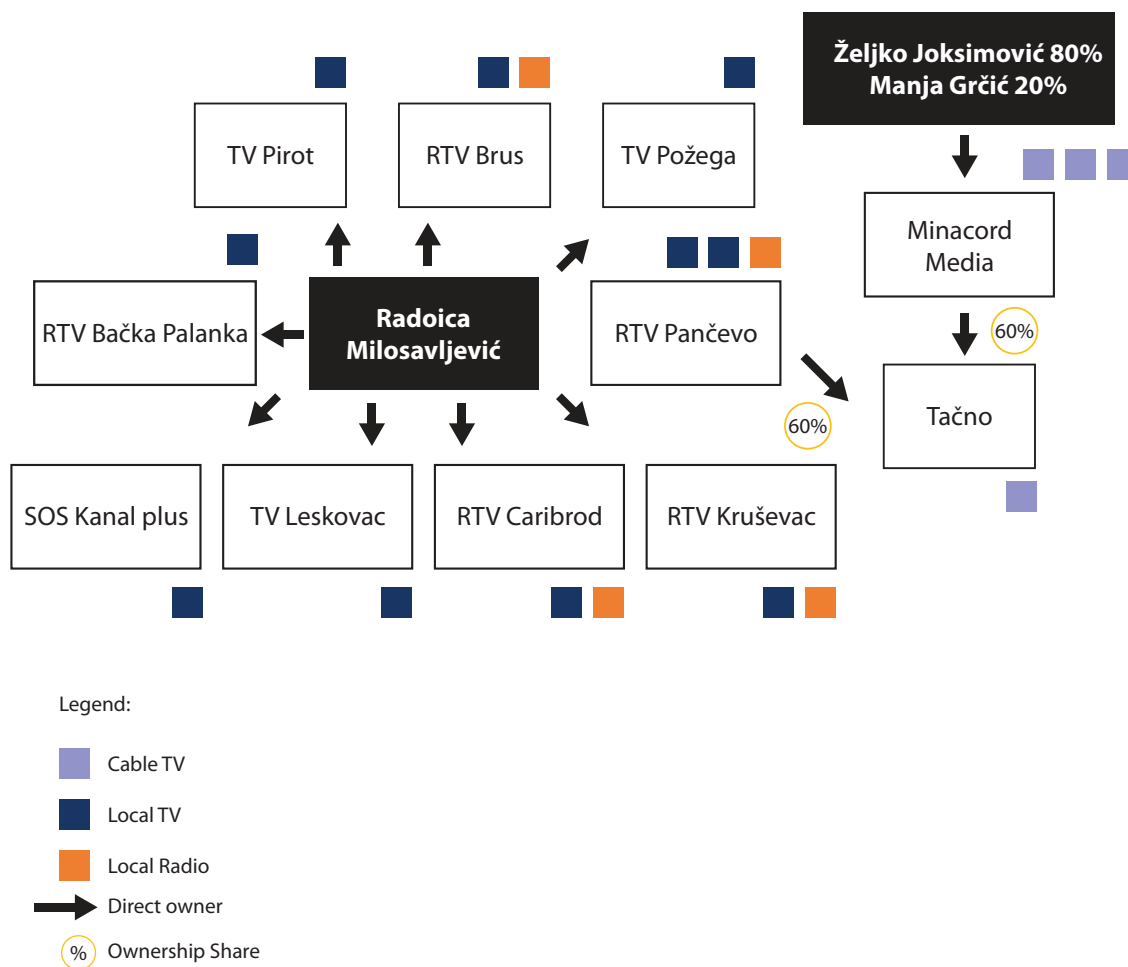 Željko Joksimović 80%
Manja Grčić 20%
TV Pirot
RTV Brus
TV Požega
Minacord
Media
RTV Bačka Palanka
Radoica
Milosavljević
RTV Pančevo
60%
60%
Tačno
SOS Kanal plus
TV Leskovac
RTV Caribrod
RTV Kruševac
Legend:
Cable TV
Local TV
Local Radio
Direct owner
% Ownership Share